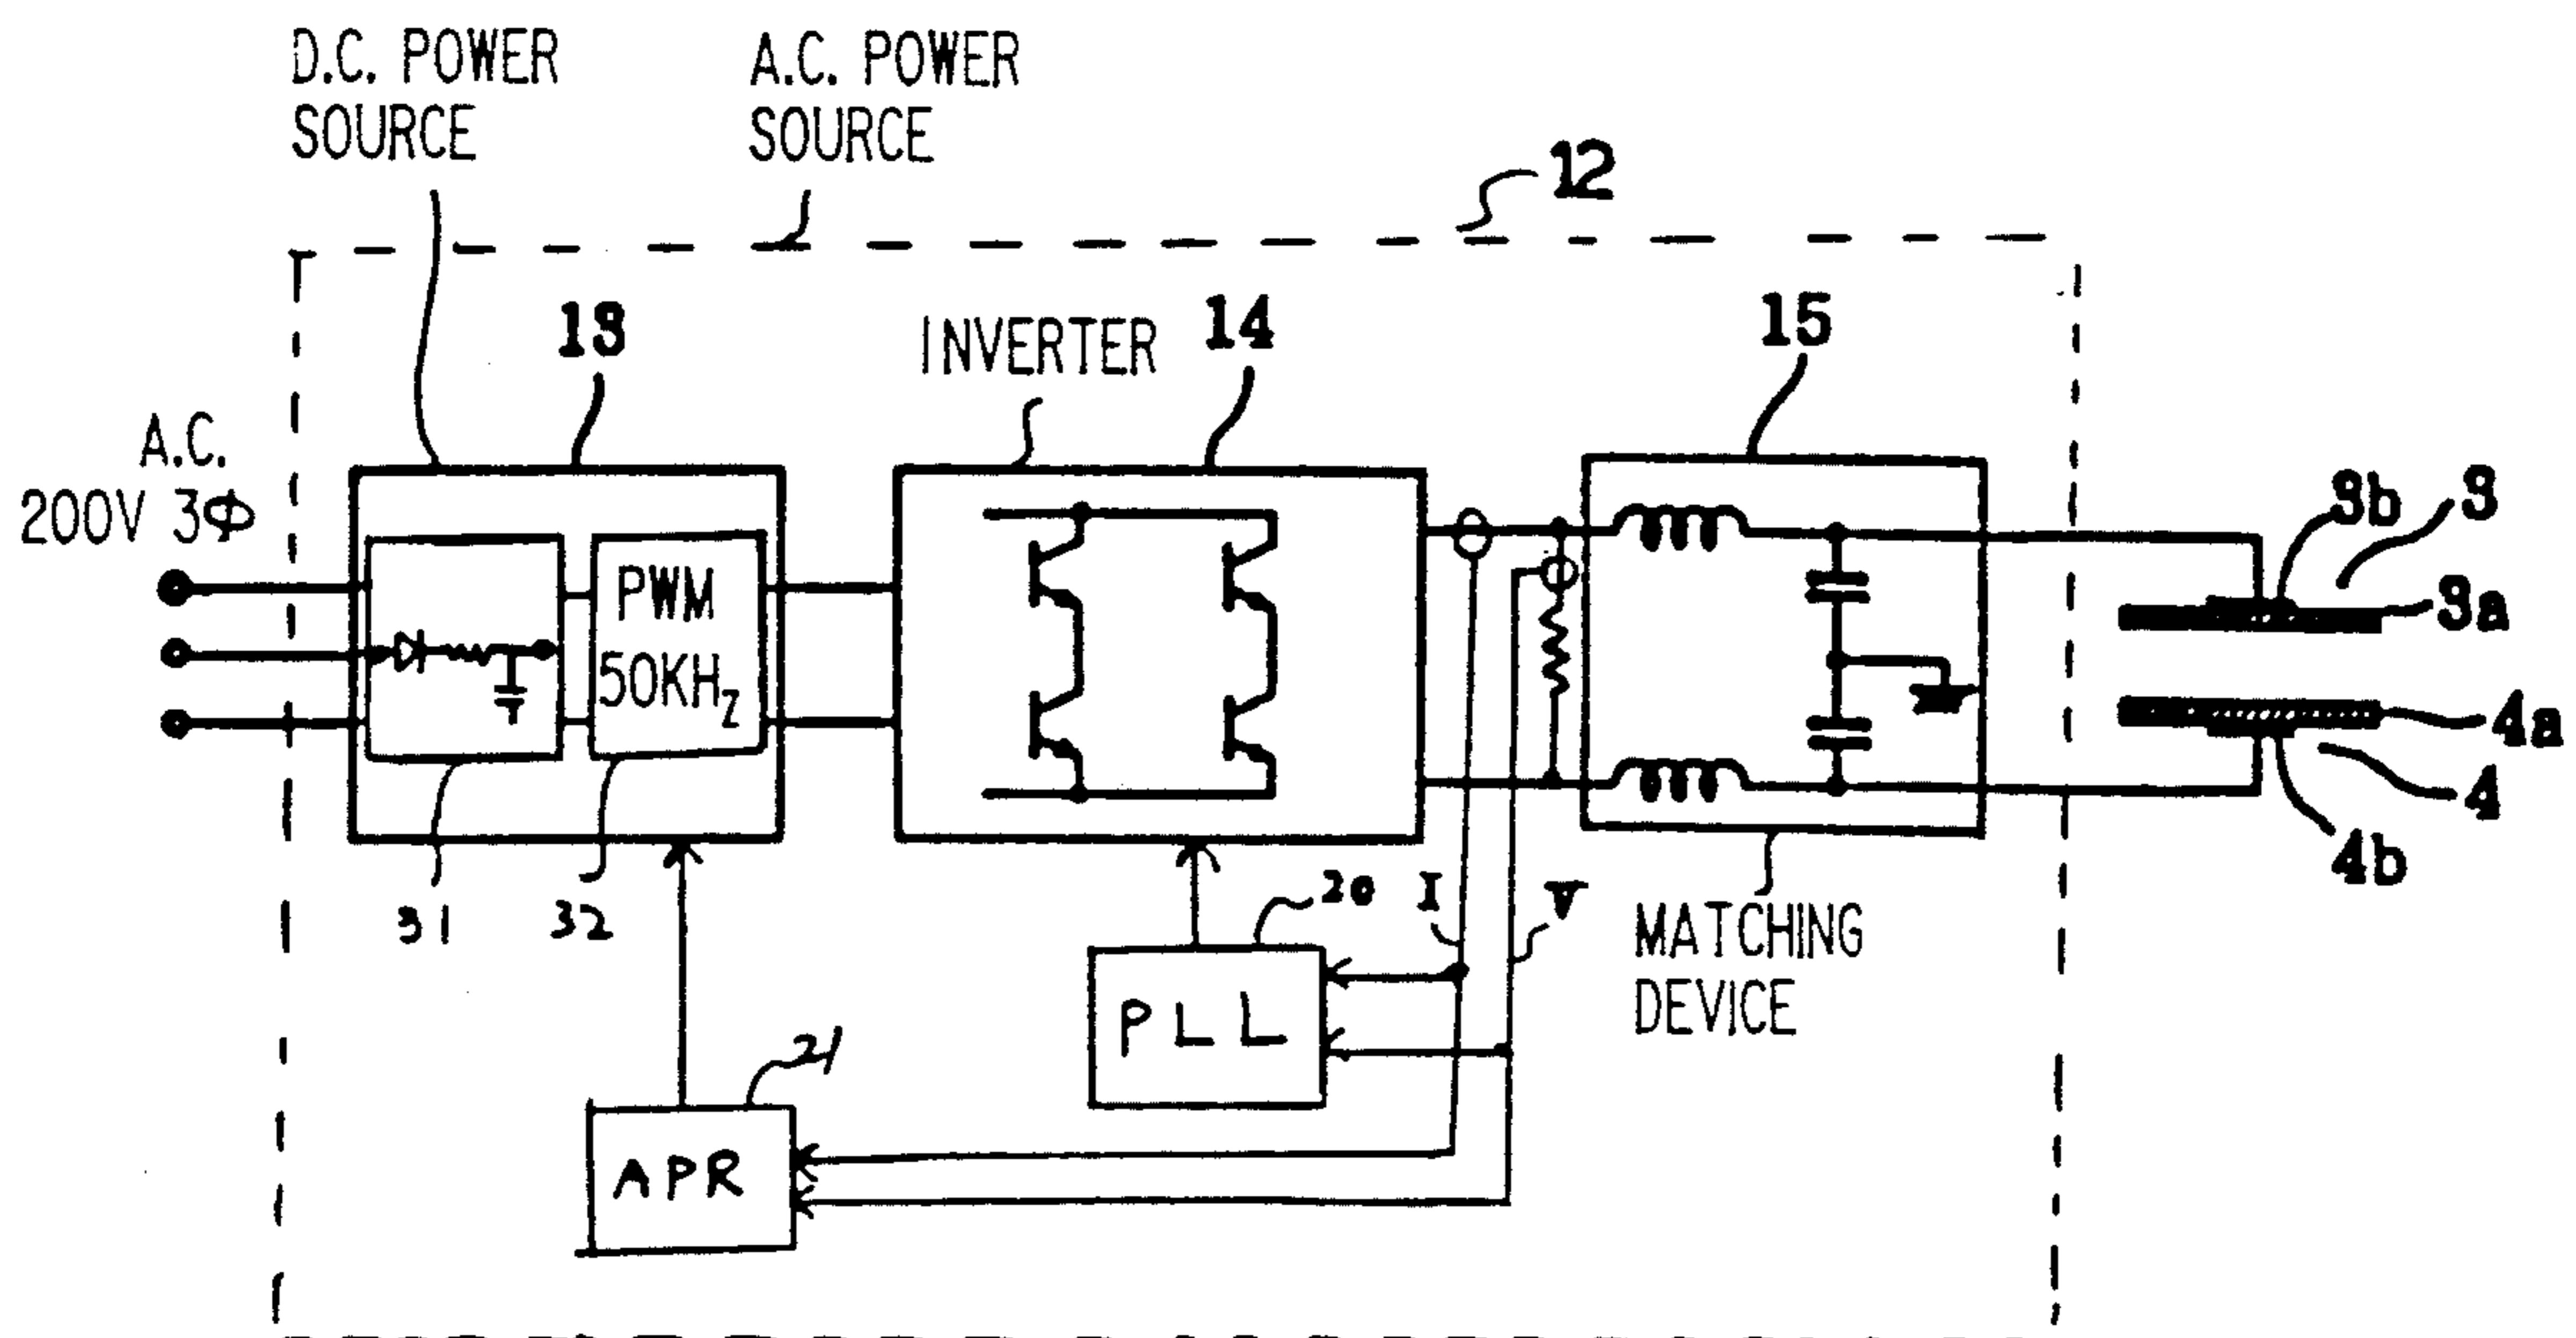 D.C. POWER
SOURCE
A.C. POWER
SOURCE
12
13
INVERTER
14
15
A.C.
200V 3Φ
PWM
50KHz
3b
3
3a
4a
4
4b
31
32
20
I
V
MATCHING
DEVICE
PLL
21
APR